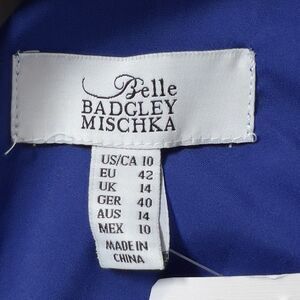 Belle
BADGLEY
MISCHKA
US/CA 10
EU 42
UK 14
GER 40
AUS 14
MEX 10
MADE IN
CHINA